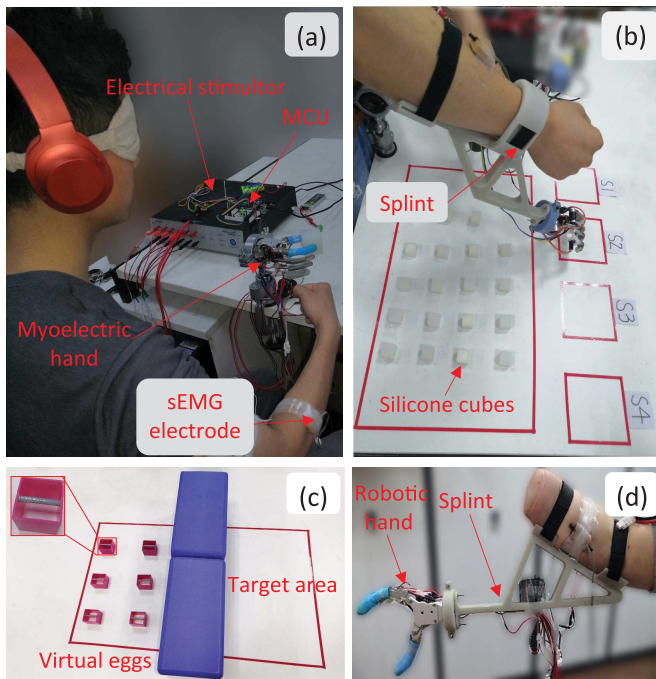 (a)
Electrical stimultor
MCU
Myoelectric
hand
sEMG
electrode
(b)
Splint
S1
S2
S3
S4
Silicone cubes
(c)
Target area
Virtual eggs
(d)
Robotic
hand
Splint